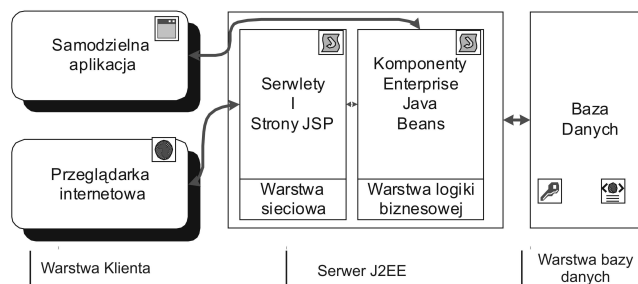 Samodzielna
aplikacja
Przeglądarka
internetowa
Serwlety
I
Strony JSP
Warstwa
sieciowa
Komponenty
Enterprise
Java
Beans
Warstwa logiki
biznesowej
Baza
Danych
Warstwa Klienta
Serwer J2EE
Warstwa bazy
danych